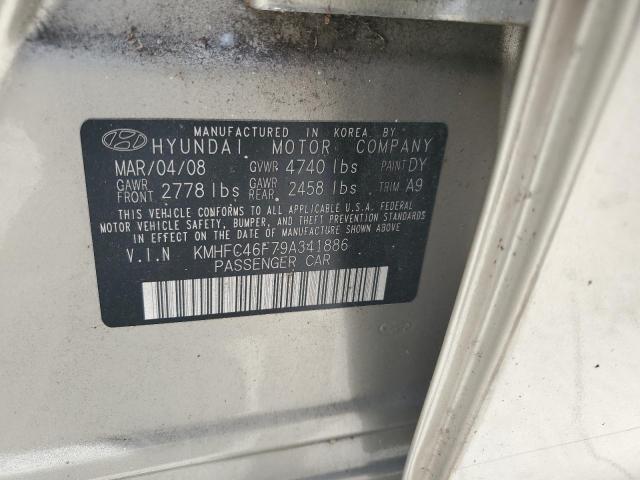 MANUFACTURED IN KOREA BY
HYUNDAI MOTOR COMPANY
MAR/04/08 GVWR 4740 lbs PAINT DY
GAWR FRONT 2778 lbs GAWR REAR 2458 lbs TRIM A9
THIS VEHICLE CONFORMS TO ALL APPLICABLE U.S.A. FEDERAL
MOTOR VEHICLE SAFETY, BUMPER, AND THEFT PREVENTION STANDARDS
IN EFFECT ON THE DATE OF MANUFACTURE SHOWN ABOVE.
V.I.N KMHFC46F79A341886
PASSENGER CAR